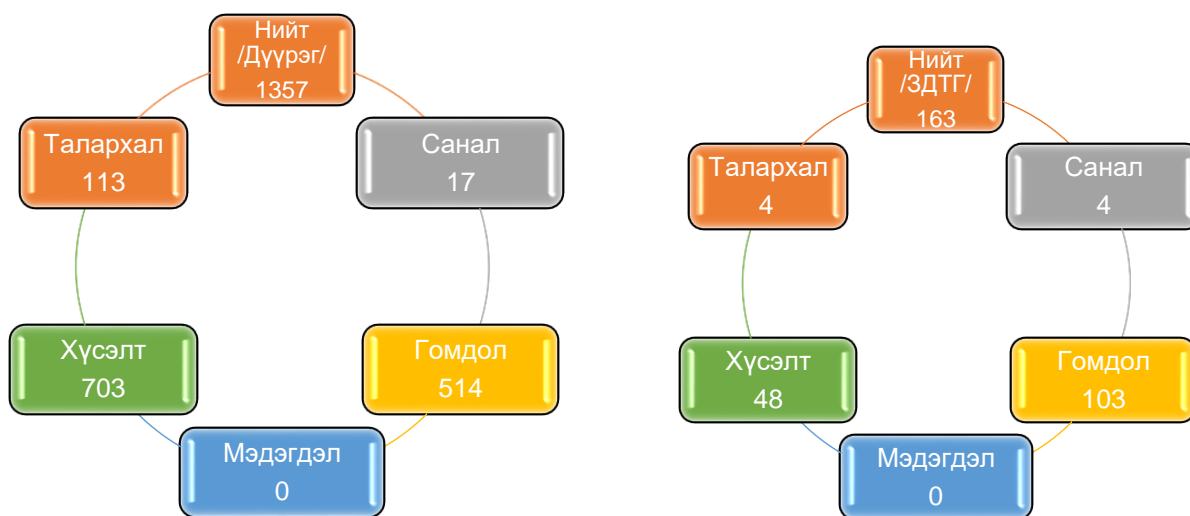 Нийт
/Дүүрэг/
1357
Талархал
113
Санал
17
Хүсэлт
703
Гомдол
514
Мэдэгдэл
0
Нийт
/ЗДТГ/
163
Талархал
4
Санал
4
Хүсэлт
48
Гомдол
103
Мэдэгдэл
0